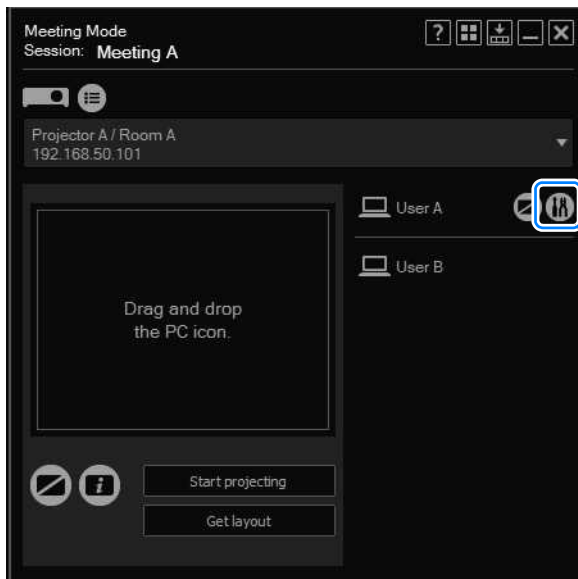 Meeting Mode
Session: Meeting A
?
Projector A / Room A
192.168.50.101
User A
User B
Drag and drop
the PC icon.
i
Start projecting
Get layout